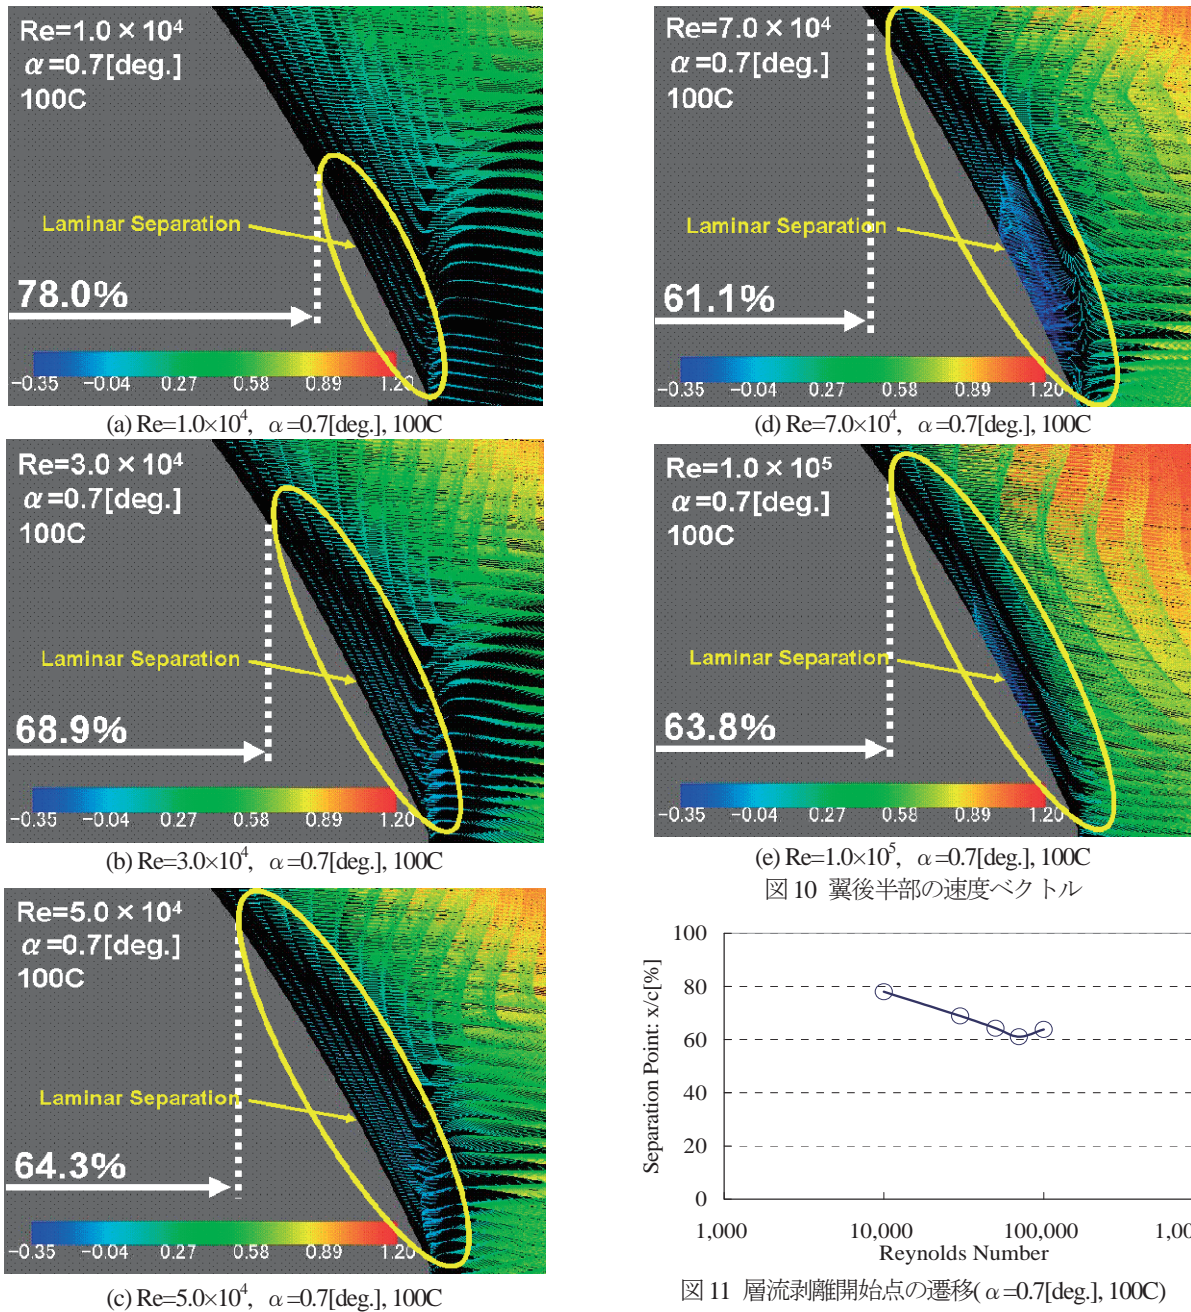 Re=1.0×10⁴
α=0.7[deg.]
100C
Laminar Separation
78.0%
−0.35 −0.04 0.27 0.58 0.89 1.20
(a) Re=1.0×10⁴, α=0.7[deg.], 100C
Re=3.0×10⁴
α=0.7[deg.]
100C
Laminar Separation
68.9%
−0.35 −0.04 0.27 0.58 0.89 1.20
(b) Re=3.0×10⁴, α=0.7[deg.], 100C
Re=5.0×10⁴
α=0.7[deg.]
100C
Laminar Separation
64.3%
−0.35 −0.04 0.27 0.58 0.89 1.20
(c) Re=5.0×10⁴, α=0.7[deg.], 100C
Re=7.0×10⁴
α=0.7[deg.]
100C
Laminar Separation
61.1%
−0.35 −0.04 0.27 0.58 0.89 1.20
(d) Re=7.0×10⁴, α=0.7[deg.], 100C
Re=1.0×10⁵
α=0.7[deg.]
100C
Laminar Separation
63.8%
−0.35 −0.04 0.27 0.58 0.89 1.20
(e) Re=1.0×10⁵, α=0.7[deg.], 100C
図10 翼後半部の速度ベクトル
Separation Point: x/c[%]
100
80
60
40
20
0
1,000 10,000 100,000
Reynolds Number
図11 層流剥離開始点の遷移(α=0.7[deg.], 100C)